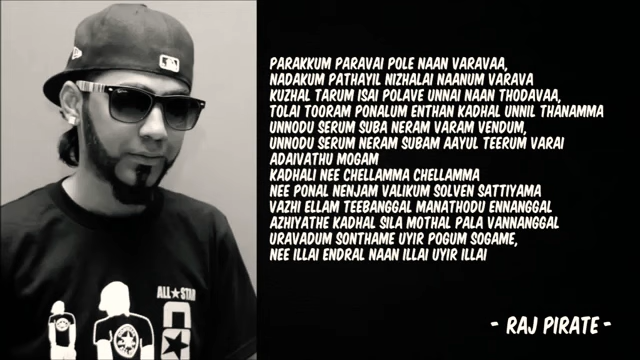 PARAKKUM PARAVAI POLE NAAN VARAVAA,
NADAKUM PATHAYIL NIZHALAI NAANUM VARAVA
KUZHAL TARUM ISAI POLAVE UNNAI NAAN THODAVAA,
TOLAI TOORAM PONALUM ENTHAN KADHAL UNNIL THANAMMA
UNNODU SERUM SUBA NERAM VARAM VENDUM,
UNNODU SERUM NERAM SUBAM AAYUL TEERUM VARAI
ADAIVATHU MOGAM
KADHALI NEE CHELLAMMA CHELLAMMA
NEE PONAL NENJAM VALIKUM SOLVEN SATTIYAMA
VAZHI ELLAM TEEBANGGAL MANATHODU ENNANGGAL
AZHIYATHE KADHAL SILA MOTHAL PALA VANNANGGAL
URAVADUM SONTHAME UYIR POGUM SOGAME,
NEE ILLAI ENDRAL NAAN ILLAI UYIR ILLAI
- RAJ PIRATE -
ALL★STAR